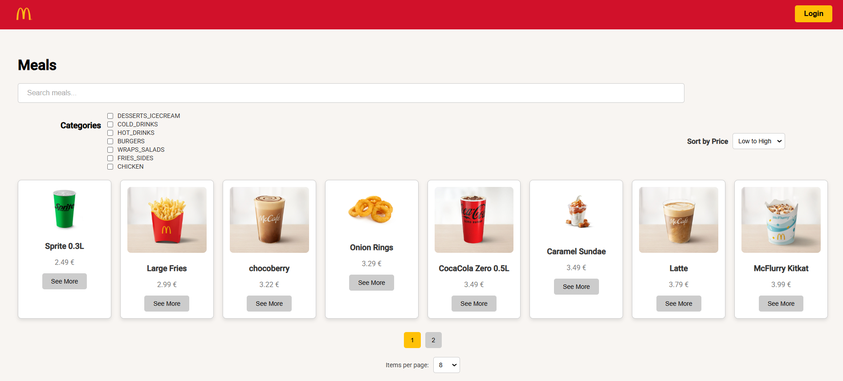 Login
Meals
Search meals...
Categories
DESSERTS_ICECREAM
COLD_DRINKS
HOT_DRINKS
BURGERS
WRAPS_SALADS
FRIES_SIDES
CHICKEN
Sort by Price
Low to High
Sprite
Sprite 0.3L
2.49 €
See More
Large Fries
2.99 €
See More
McCafé
chocoberry
3.22 €
See More
Onion Rings
3.29 €
See More
CocaCola Zero 0.5L
3.49 €
See More
Caramel Sundae
3.49 €
See More
McCafé
Latte
3.79 €
See More
McFlurry Kitkat
3.99 €
See More
1 2
Items per page: 8